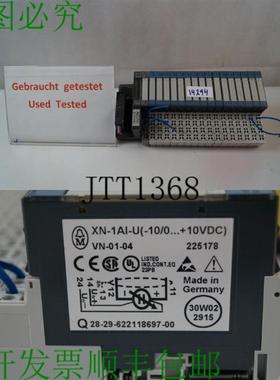 图必究
Gebraucht getestet
Used Tested
14294
JTT1368
XN-1AI-U(-10/0...+10VDC)
VN-01-04
225178
LISTED
IND.CONT.EQ
23PB
Made in
Germany
30W02
2915
Q 28-29-622118697-00
开发票顺丰包邮